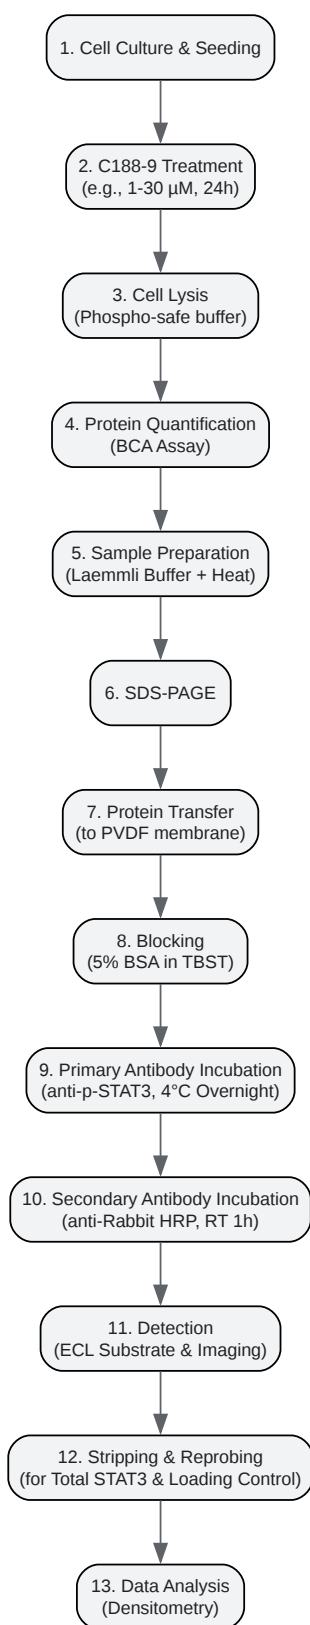 1. Cell Culture & Seeding
2. C188-9 Treatment
(e.g., 1-30 µM, 24h)
3. Cell Lysis
(Phospho-safe buffer)
4. Protein Quantification
(BCA Assay)
5. Sample Preparation
(Laemmli Buffer + Heat)
6. SDS-PAGE
7. Protein Transfer
(to PVDF membrane)
8. Blocking
(5% BSA in TBST)
9. Primary Antibody Incubation
(anti-p-STAT3, 4°C Overnight)
10. Secondary Antibody Incubation
(anti-Rabbit HRP, RT 1h)
11. Detection
(ECL Substrate & Imaging)
12. Stripping & Reprobing
(for Total STAT3 & Loading Control)
13. Data Analysis
(Densitometry)